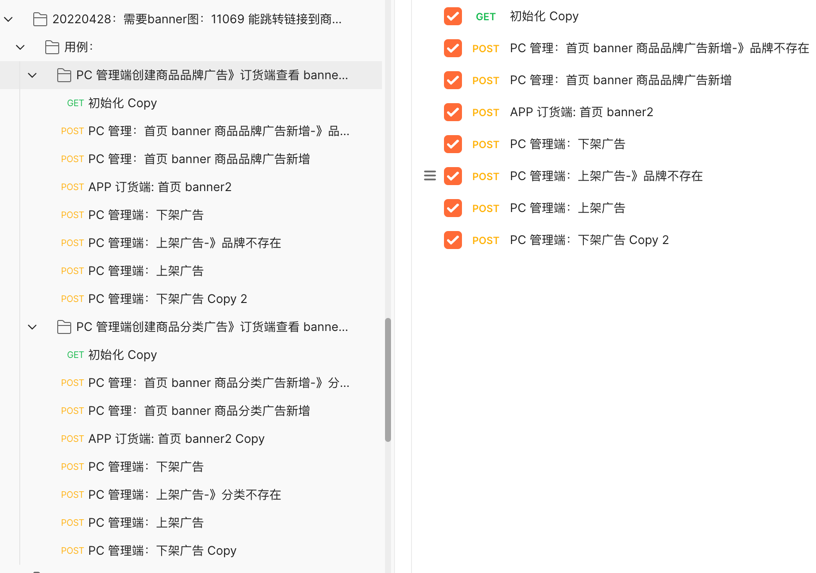 20220428：需要banner图：11069 能跳转链接到商...
用例：
PC 管理端创建商品品牌广告》订货端查看 banne...
GET 初始化 Copy
POST PC 管理：首页 banner 商品品牌广告新增-》品...
POST PC 管理：首页 banner 商品品牌广告新增
POST APP 订货端: 首页 banner2
POST PC 管理端：下架广告
POST PC 管理端：上架广告-》品牌不存在
POST PC 管理端：上架广告
POST PC 管理端：下架广告 Copy 2
PC 管理端创建商品分类广告》订货端查看 banne...
GET 初始化 Copy
POST PC 管理：首页 banner 商品分类广告新增-》分...
POST PC 管理：首页 banner 商品分类广告新增
POST APP 订货端: 首页 banner2 Copy
POST PC 管理端：下架广告
POST PC 管理端：上架广告-》分类不存在
POST PC 管理端：上架广告
POST PC 管理端：下架广告 Copy
GET 初始化 Copy
POST PC 管理：首页 banner 商品品牌广告新增-》品牌不存在
POST PC 管理：首页 banner 商品品牌广告新增
POST APP 订货端: 首页 banner2
POST PC 管理端：下架广告
POST PC 管理端：上架广告-》品牌不存在
POST PC 管理端：上架广告
POST PC 管理端：下架广告 Copy 2